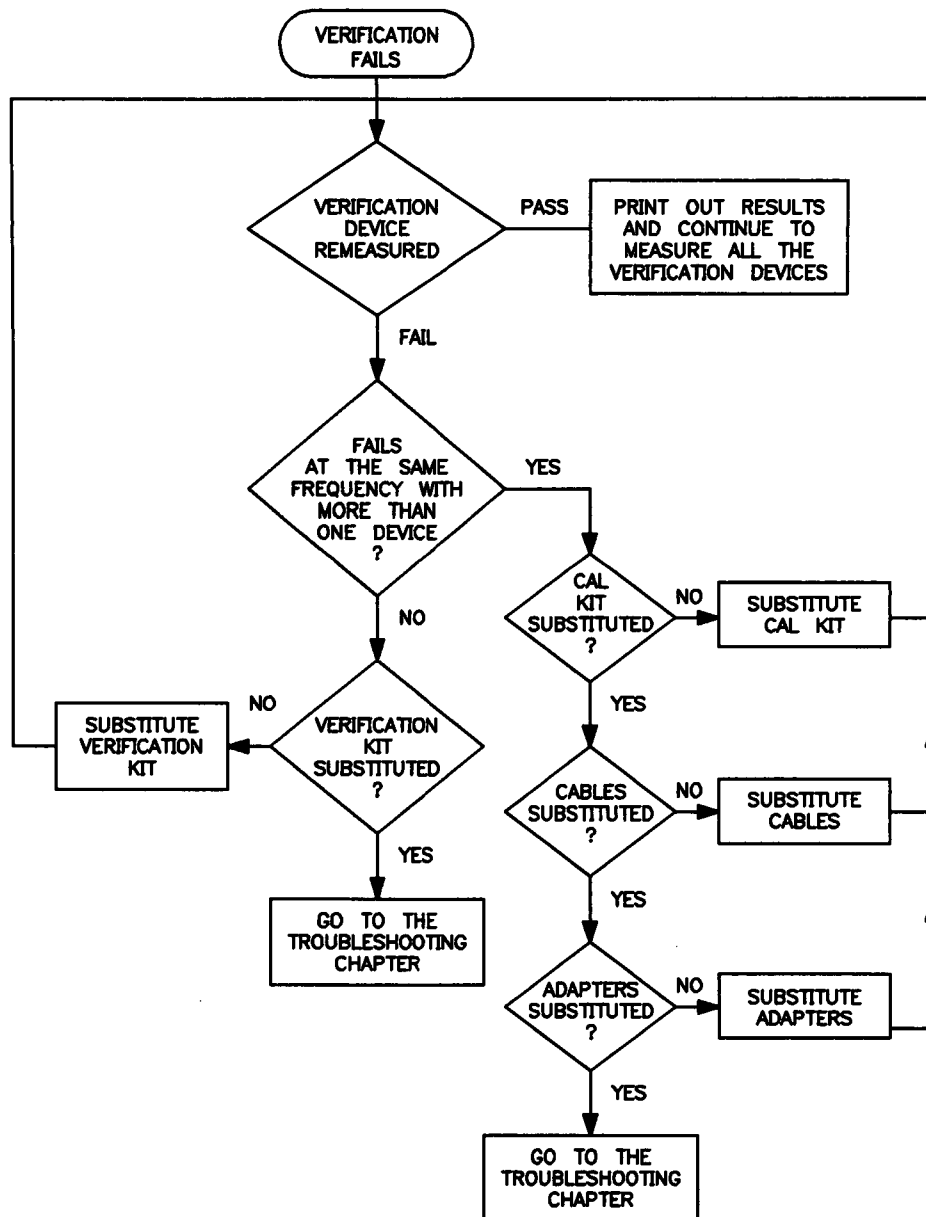 VERIFICATION
FAILS
VERIFICATION
DEVICE
REMEASURED
PASS
PRINT OUT RESULTS
AND CONTINUE TO
MEASURE ALL THE
VERIFICATION DEVICES
FAIL
FAILS
AT THE SAME
FREQUENCY WITH
MORE THAN
ONE DEVICE
?
YES
CAL
KIT
SUBSTITUTED
?
NO
SUBSTITUTE
CAL KIT
NO
YES
VERIFICATION
KIT
SUBSTITUTED
?
NO
SUBSTITUTE
VERIFICATION
KIT
CABLES
SUBSTITUTED
?
NO
SUBSTITUTE
CABLES
YES
YES
GO TO THE
TROUBLESHOOTING
CHAPTER
ADAPTERS
SUBSTITUTED
?
NO
SUBSTITUTE
ADAPTERS
YES
GO TO THE
TROUBLESHOOTING
CHAPTER